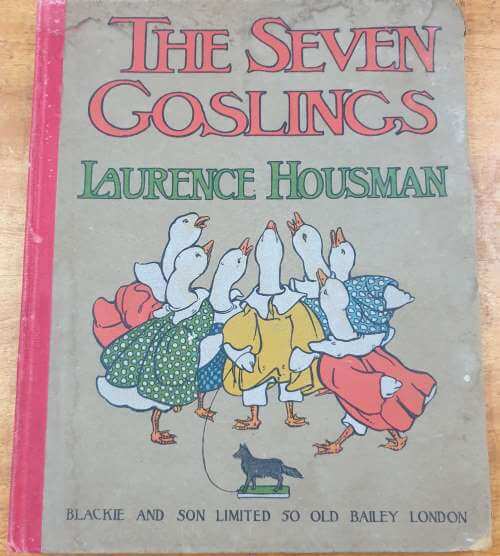 THE SEVEN
GOSLINGS
LAURENCE HOUSMAN
BLACKIE AND SON LIMITED 50 OLD BAILEY LONDON